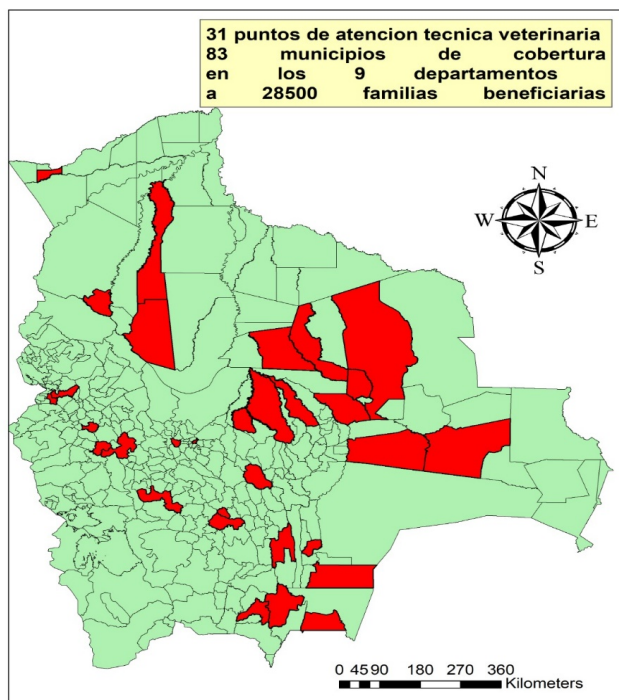 31 puntos de atencion tecnica veterinaria
83 municipios de cobertura
en los 9 departamentos
a 28500 familias beneficiarias
N
W E
S
0 45 90 180 270 360
Kilometers